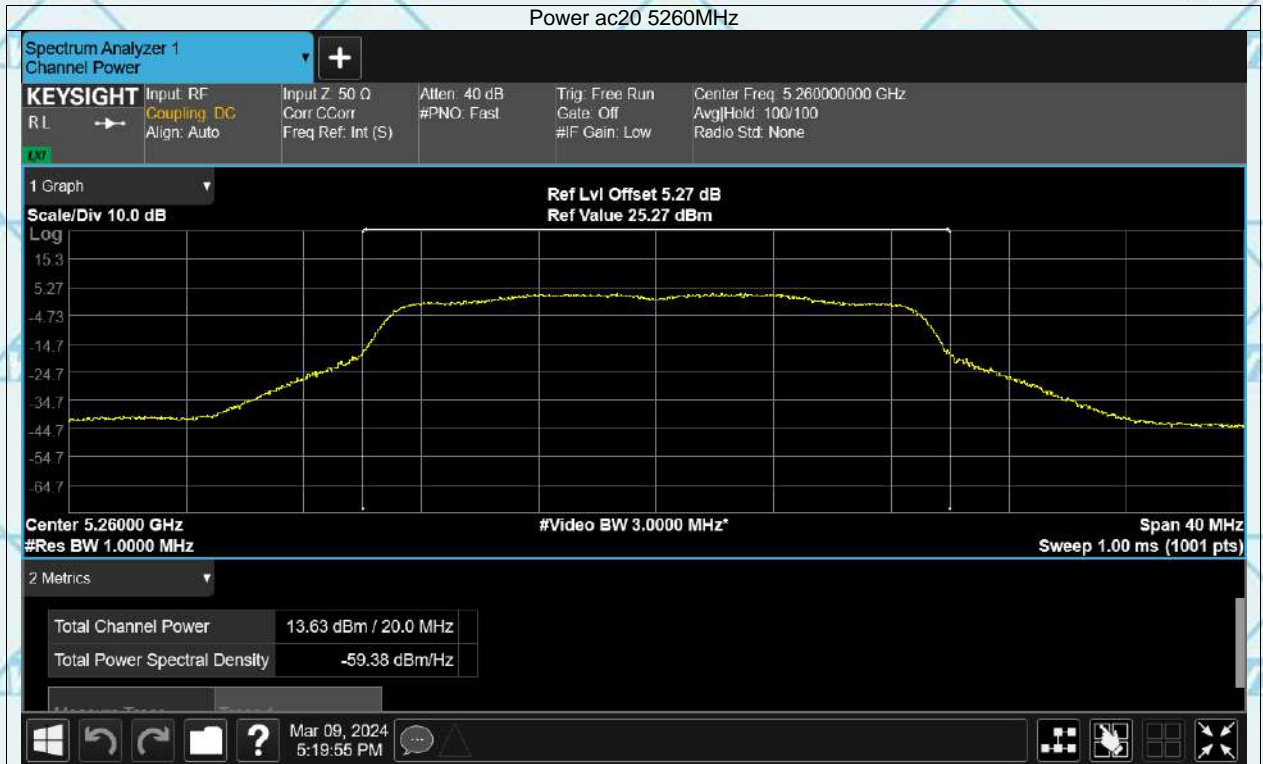 Power ac20 5260MHz
Spectrum Analyzer 1
Channel Power
+
KEYSIGHT
RL
LXI
Input: RF
Coupling: DC
Align: Auto
Input Z: 50 Ω
Corr CCorr
Freq Ref: Int (S)
Atten: 40 dB
#PNO: Fast
Trig: Free Run
Gate: Off
#IF Gain: Low
Center Freq: 5.260000000 GHz
Avg|Hold: 100/100
Radio Std: None
1 Graph
Scale/Div 10.0 dB
Ref Lvl Offset 5.27 dB
Ref Value 25.27 dBm
Log
15.3
5.27
-4.73
-14.7
-24.7
-34.7
-44.7
-54.7
-64.7
Center 5.26000 GHz
#Video BW 3.0000 MHz*
Span 40 MHz
#Res BW 1.0000 MHz
Sweep 1.00 ms (1001 pts)
2 Metrics
Total Channel Power 13.63 dBm / 20.0 MHz
Total Power Spectral Density -59.38 dBm/Hz
?
Mar 09, 2024
5:19:55 PM